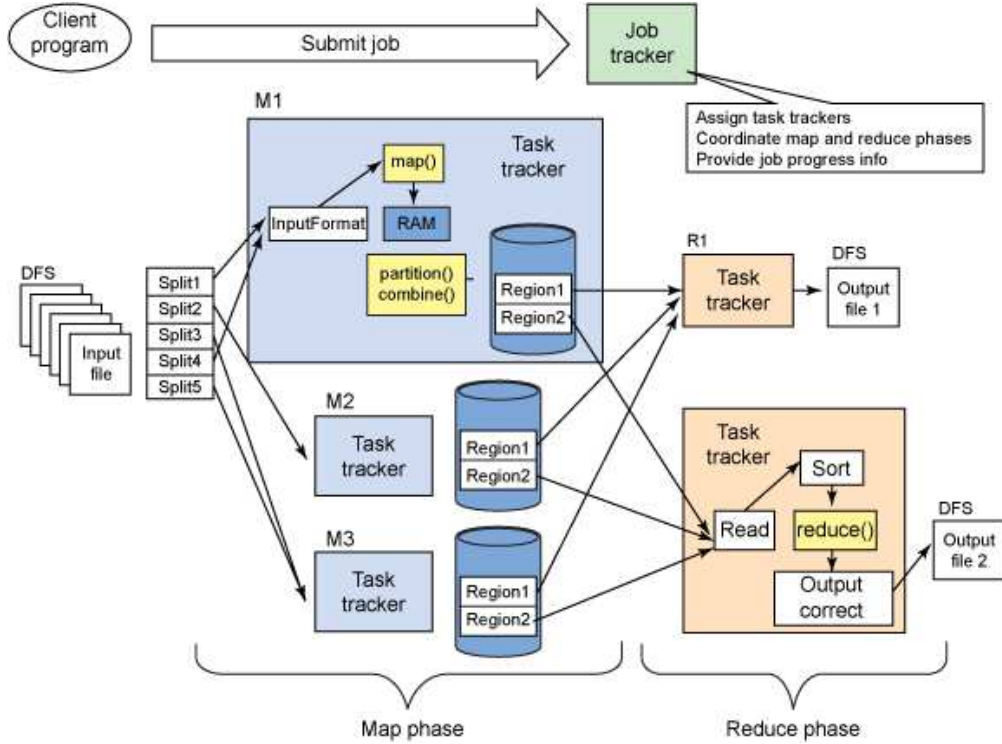 Client
program
Submit job
Job
tracker
Assign task trackers
Coordinate map and reduce phases
Provide job progress info
M1
Task
tracker
map()
InputFormat
RAM
partition()
combine()
Region1
Region2
DFS
Input
file
Split1
Split2
Split3
Split4
Split5
M2
Task
tracker
Region1
Region2
M3
Task
tracker
Region1
Region2
Map phase
R1
Task
tracker
DFS
Output
file 1
Task
tracker
Sort
Read
reduce()
Output
correct
DFS
Output
file 2
Reduce phase